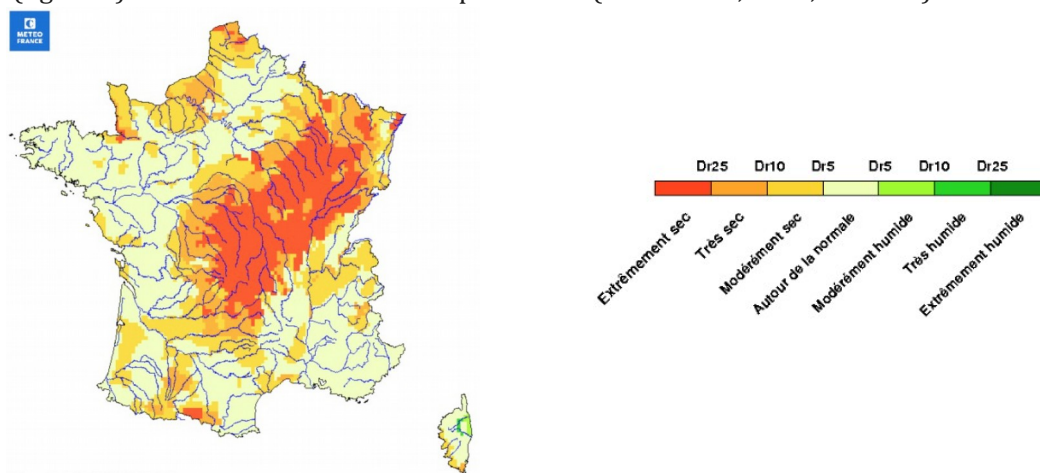 METEO
FRANCE
Dr25 Dr10 Dr5 Dr5 Dr10 Dr25
Extrêmement sec
Très sec
Modérément sec
Autour de la normale
Modérément humide
Très humide
Extrêmement humide